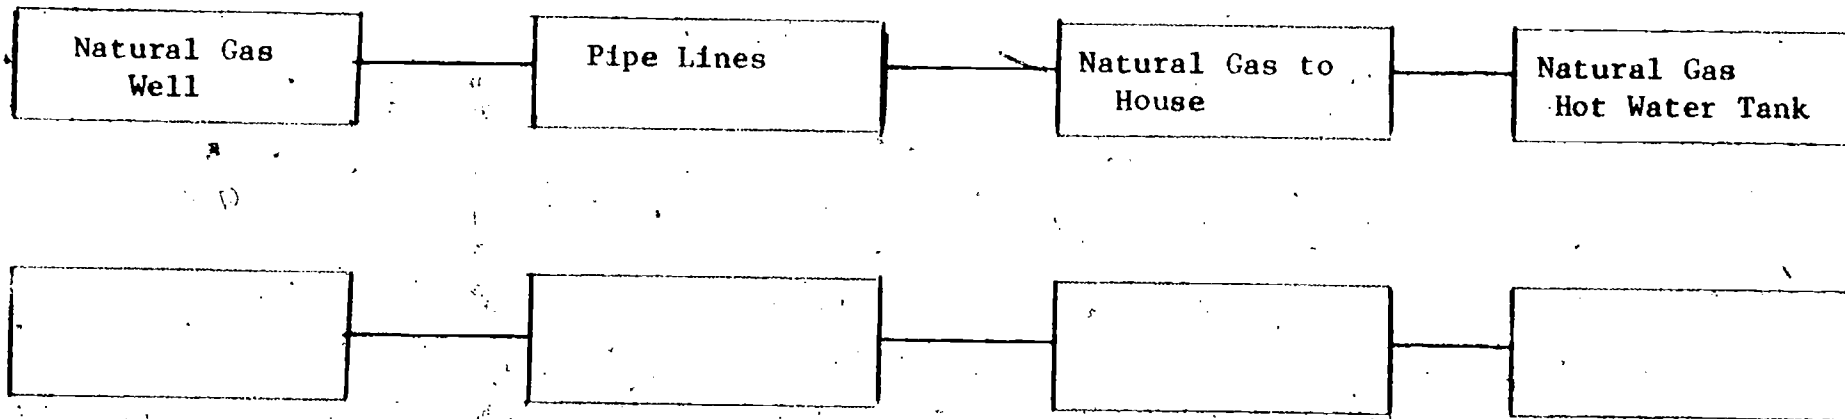 Natural Gas
Well
Pipe Lines
Natural Gas to
House
Natural Gas
Hot Water Tank